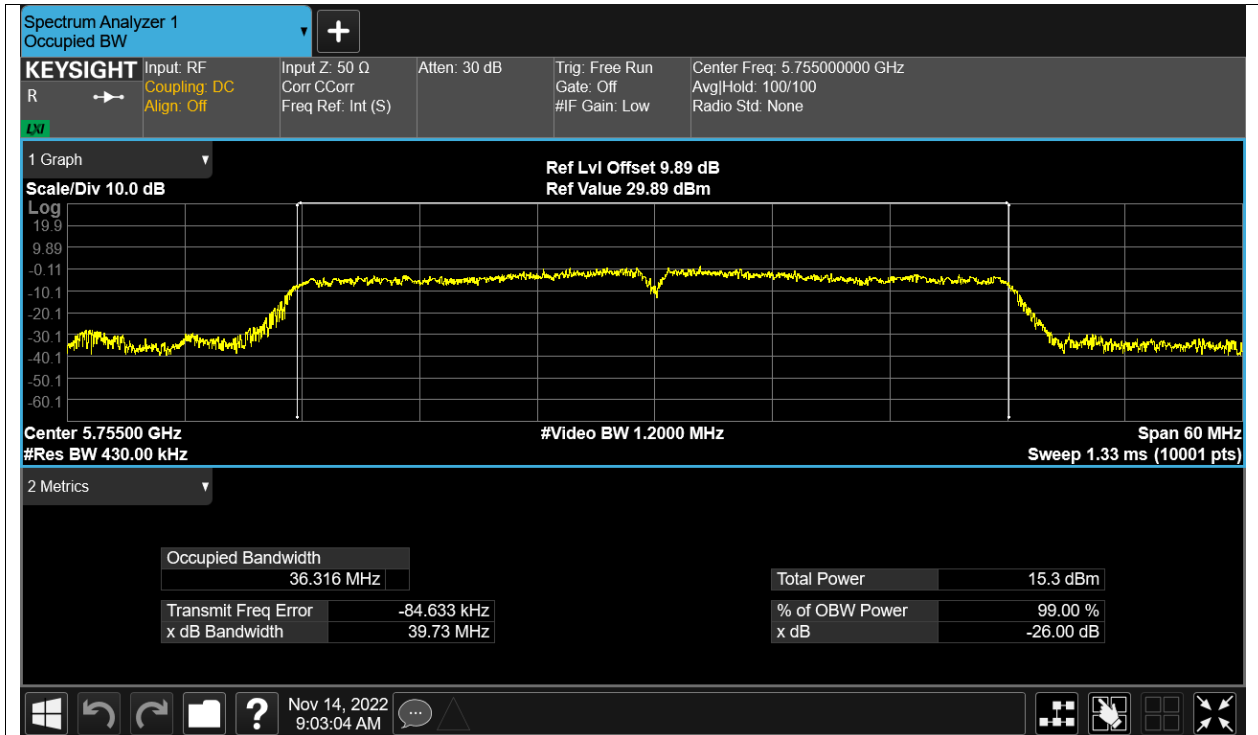 Spectrum Analyzer 1
Occupied BW
KEYSIGHT
R
LXI
Input: RF
Coupling: DC
Align: Off
Input Z: 50 Ω
Corr CCorr
Freq Ref: Int (S)
Atten: 30 dB
Trig: Free Run
Gate: Off
#IF Gain: Low
Center Freq: 5.755000000 GHz
Avg|Hold: 100/100
Radio Std: None
1 Graph
Scale/Div 10.0 dB
Ref Lvl Offset 9.89 dB
Ref Value 29.89 dBm
Log
19.9
9.89
-0.11
-10.1
-20.1
-30.1
-40.1
-50.1
-60.1
Center 5.75500 GHz
#Res BW 430.00 kHz
#Video BW 1.2000 MHz
Span 60 MHz
Sweep 1.33 ms (10001 pts)
2 Metrics
Occupied Bandwidth
36.316 MHz
Transmit Freq Error -84.633 kHz
x dB Bandwidth 39.73 MHz
Total Power 15.3 dBm
% of OBW Power 99.00 %
x dB -26.00 dB
?
Nov 14, 2022
9:03:04 AM